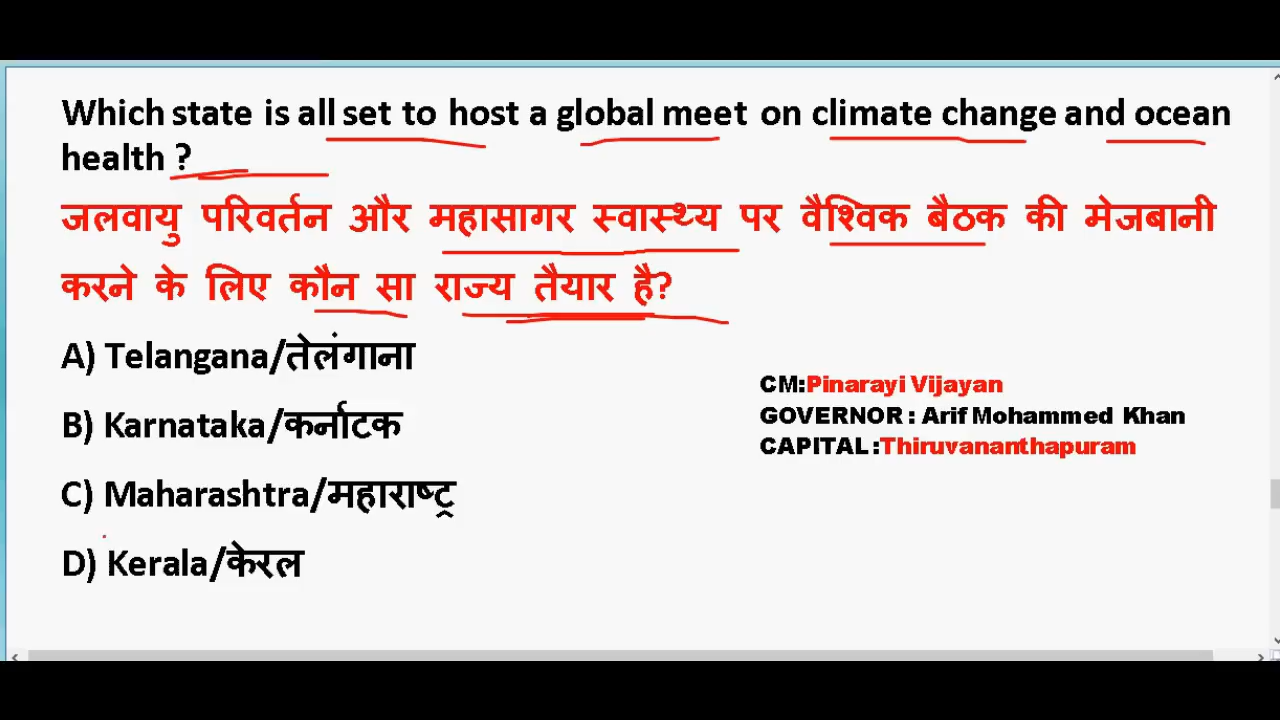 Which state is all set to host a global meet on climate change and ocean
health ?
जलवायु परिवर्तन और महासागर स्वास्थ्य पर वैश्विक बैठक की मेजबानी
करने के लिए कौन सा राज्य तैयार है?
A) Telangana/तेलंगाना
B) Karnataka/कर्नाटक
C) Maharashtra/महाराष्ट्र
D) Kerala/केरल
CM:Pinarayi Vijayan
GOVERNOR : Arif Mohammed Khan
CAPITAL :Thiruvananthapuram